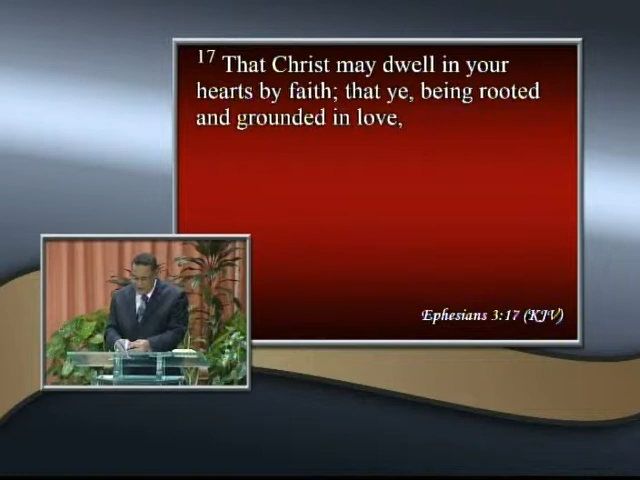 17 That Christ may dwell in your
hearts by faith; that ye, being rooted
and grounded in love,
Ephesians 3:17 (KJV)